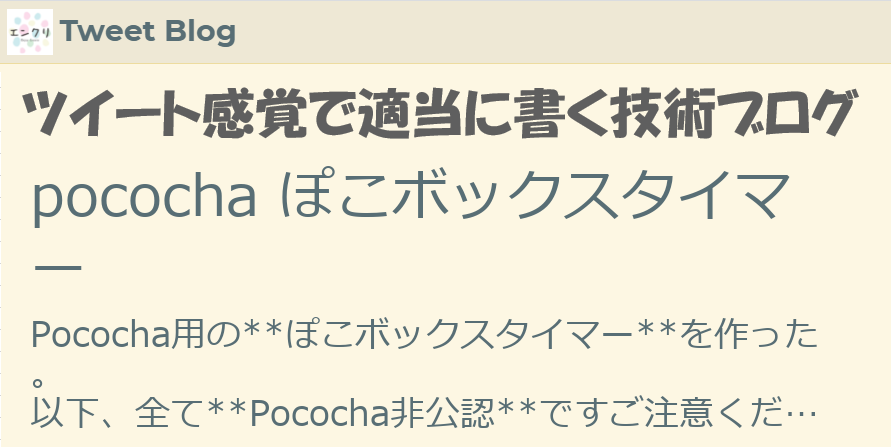 エンクリ
Tweet Blog
ツイート感覚で適当に書く技術ブログ
pococha ぽこボックスタイマ
ー
Pococha用の**ぽこボックスタイマー**を作った
。
以下、全て**Pococha非公認**ですご注意くだ…